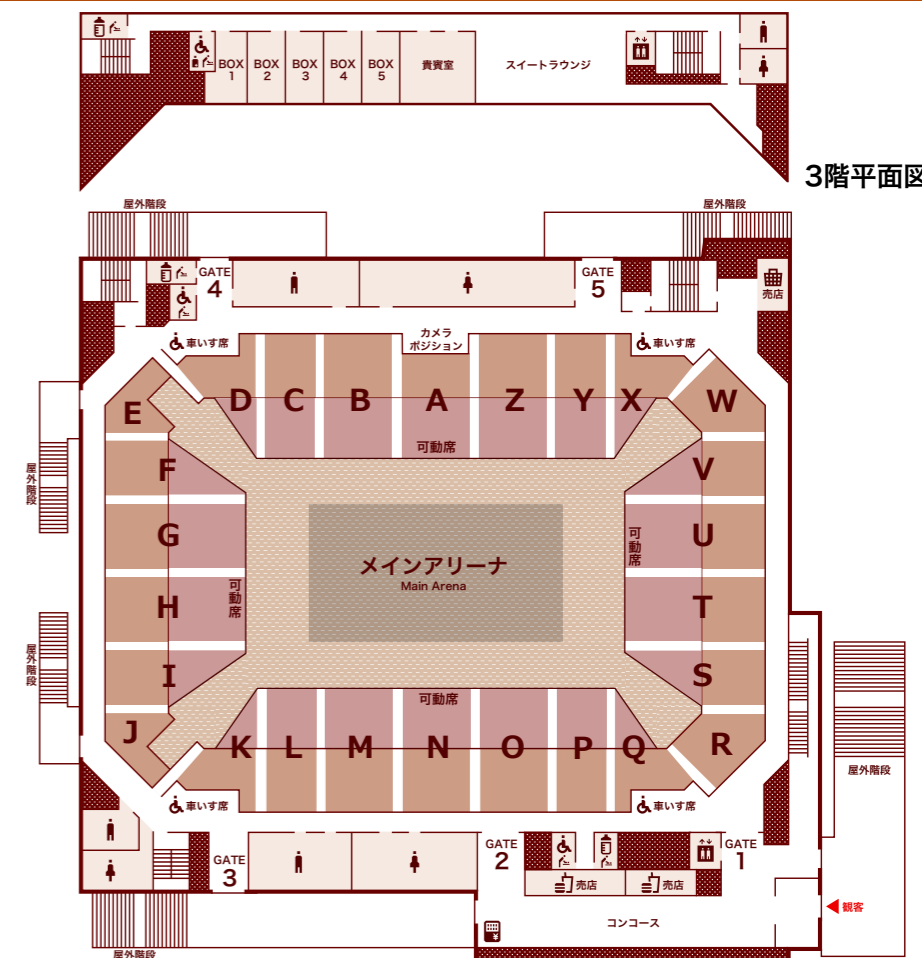 BOX
1
BOX
2
BOX
3
BOX
4
BOX
5
貴賓室
スイートラウンジ
3階平面図
屋外階段
屋外階段
GATE
4
GATE
5
売店
車いす席
カメラ
ポジション
車いす席
D
C
B
A
Z
Y
X
E
W
可動席
F
V
屋外階段
G
U
可動席
メインアリーナ
Main Arena
可動席
H
T
屋外階段
I
S
可動席
J
K
L
M
N
O
P
Q
R
屋外階段
車いす席
車いす席
GATE
3
GATE
2
GATE
1
売店
売店
観客
コンコース
屋外階段